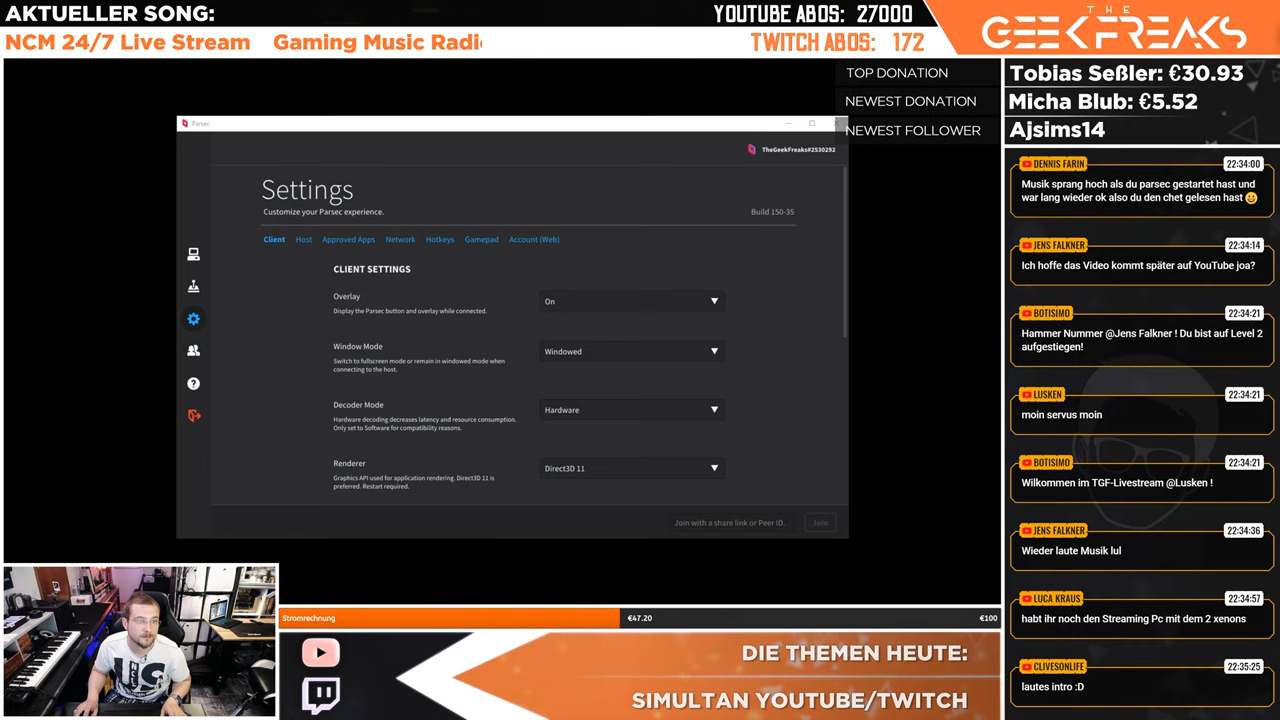 AKTUELLER SONG:
NCM 24/7 Live Stream Gaming Music Radi
YOUTUBE ABOS: 27000
TWITCH ABOS: 172
THE
GEEKFREAKS
TOP DONATION
Tobias Seßler: €30.93
NEWEST DONATION
Micha Blub: €5.52
NEWEST FOLLOWER
Ajsims14
Parsec
TheGeekFreaks#2530292
Settings
Customize your Parsec experience.
Build 150-35
Client Host Approved Apps Network Hotkeys Gamepad Account (Web)
CLIENT SETTINGS
Overlay
Display the Parsec button and overlay while connected.
On
Window Mode
Switch to fullscreen mode or remain in windowed mode when
connecting to the host.
Windowed
Decoder Mode
Hardware decoding decreases latency and resource consumption.
Only set to Software for compatibility reasons.
Hardware
Renderer
Graphics API used for application rendering. Direct3D 11 is
preferred. Restart required.
Direct3D 11
Join with a share link or Peer ID.
Join
DENNIS FARIN 22:34:00
Musik sprang hoch als du parsec gestartet hast und
war lang wieder ok also du den chet gelesen hast
JENS FALKNER 22:34:14
Ich hoffe das Video kommt später auf YouTube joa?
BOTISIMO 22:34:21
Hammer Nummer @Jens Falkner ! Du bist auf Level 2
aufgestiegen!
LUSKEN 22:34:21
moin servus moin
BOTISIMO 22:34:21
Wilkommen im TGF-Livestream @Lusken !
JENS FALKNER 22:34:36
Wieder laute Musik lul
LUCA KRAUS 22:34:57
habt ihr noch den Streaming Pc mit dem 2 xenons
CLIVESONLIFE 22:35:25
lautes intro :D
Stromrechnung €47.20 €100
DIE THEMEN HEUTE:
SIMULTAN YOUTUBE/TWITCH